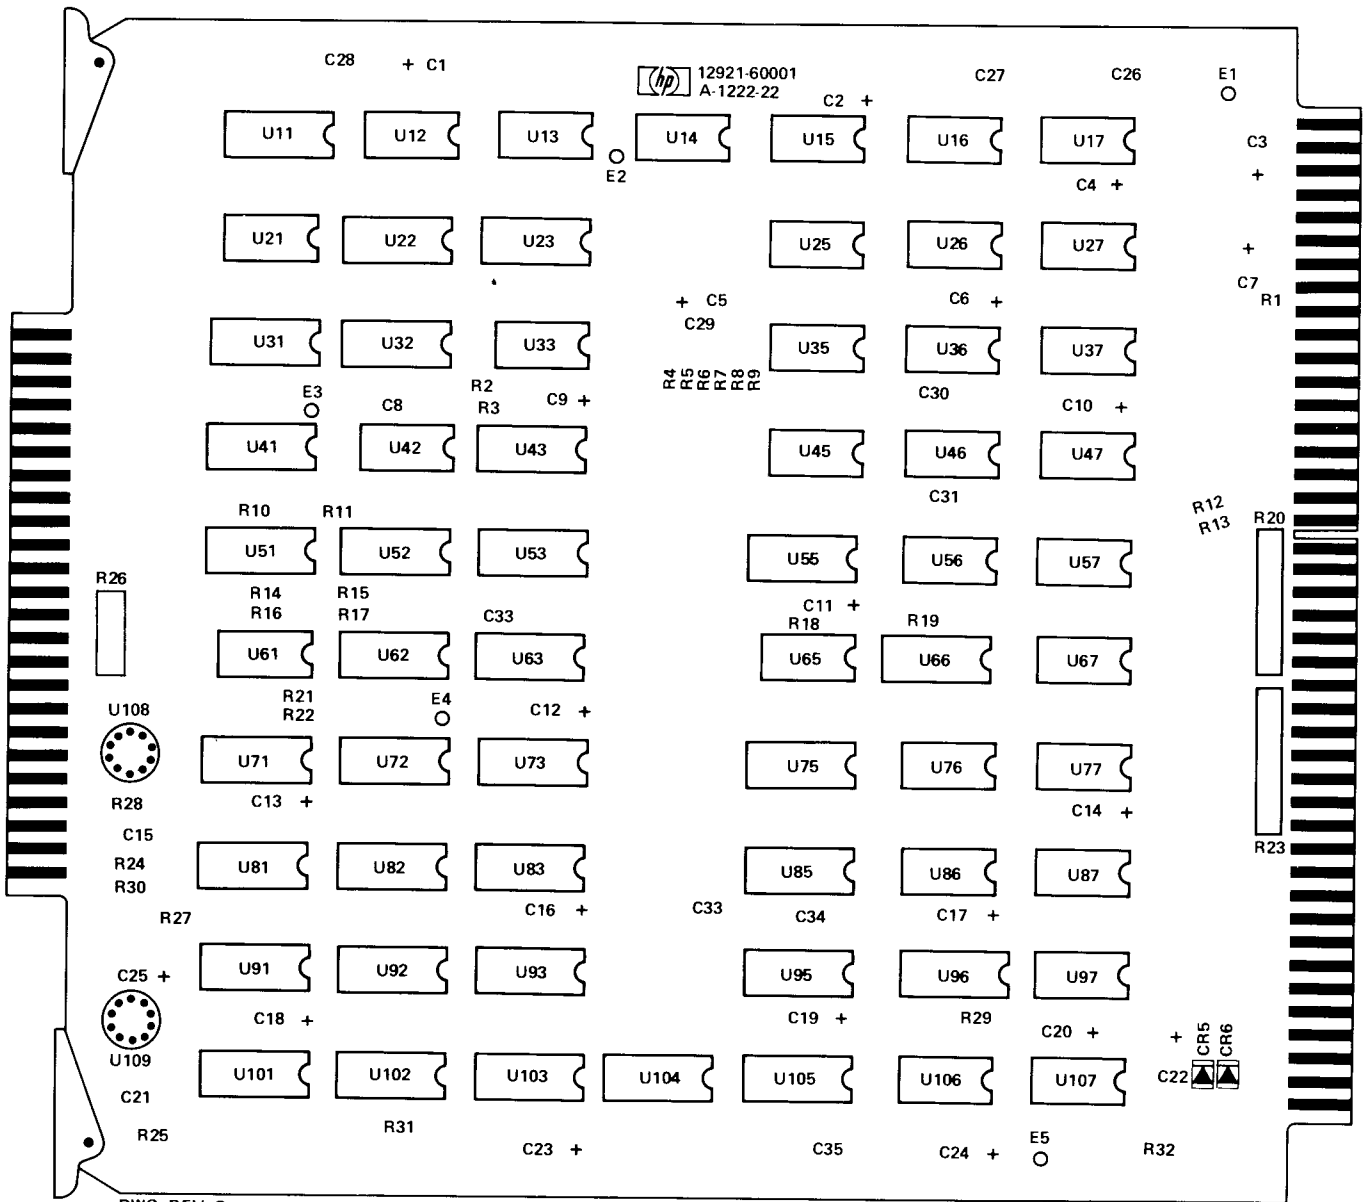 C28 + C1
hp 12921-60001
A-1222-22
C27 C26 E1
C2 +
U11 U12 U13 U14 U15 U16 U17
C3
E2
C4 +
+
U21 U22 U23 U25 U26 U27
+
C7
R1
+ C5 C6 +
C29
U31 U32 U33 U35 U36 U37
R4 R5 R6 R7 R8 R9
E3 C8 R2 C9 + C30 C10 +
R3
U41 U42 U43 U45 U46 U47
C31
R10 R11 R12
R13 R20
U51 U52 U53 U55 U56 U57
R26
R14 R15 C11 +
R16 R17 C33 R18 R19
U61 U62 U63 U65 U66 U67
R21 E4
R22 C12 +
U108
U71 U72 U73 U75 U76 U77
R28 C13 + C14 +
C15
R24 R23
R30
U81 U82 U83 U85 U86 U87
R27 C16 + C33 C34 C17 +
C25 +
U91 U92 U93 U95 U96 U97
C18 + C19 + R29 C20 + + CR5 CR6
U109
U101 U102 U103 U104 U105 U106 U107 C22
C21
R25 R31
C23 + C35 C24 + E5 R32